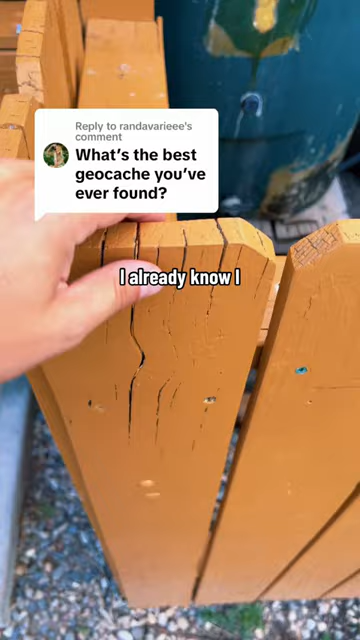 Reply to randavarieee's
comment
What's the best
geocache you've
ever found?
I already know I